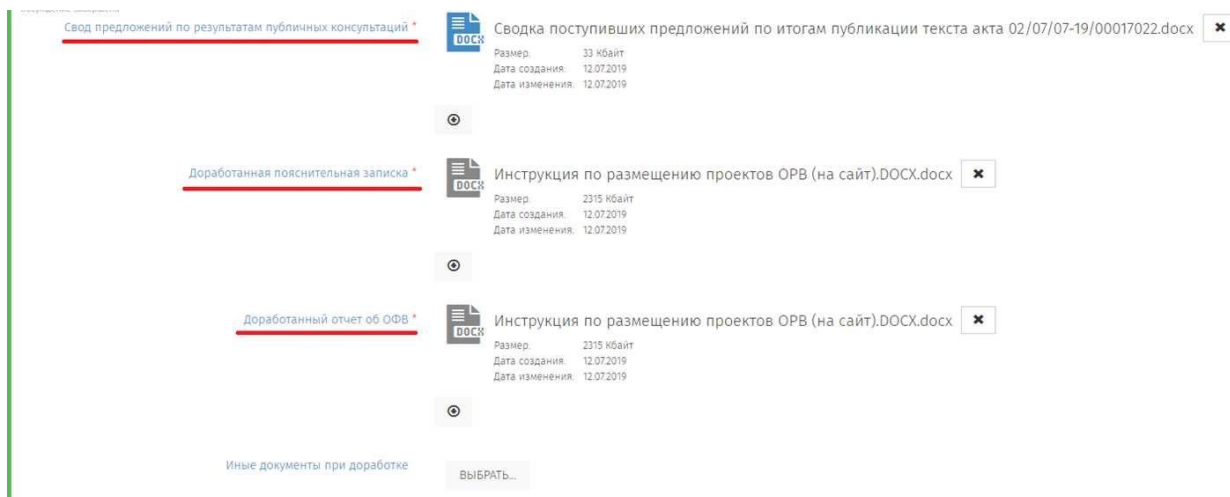 Свод предложений по результатам публичных консультаций *
DOCX
Сводка поступивших предложений по итогам публикации текста акта 02/07/07-19/00017022.docx
Размер: 33 Кбайт
Дата создания: 12.07.2019
Дата изменения: 12.07.2019
Доработанная пояснительная записка *
DOCX
Инструкция по размещению проектов ОРВ (на сайт).DOCX.docx
Размер: 2315 Кбайт
Дата создания: 12.07.2019
Дата изменения: 12.07.2019
Доработанный отчет об ОФВ *
DOCX
Инструкция по размещению проектов ОРВ (на сайт).DOCX.docx
Размер: 2315 Кбайт
Дата создания: 12.07.2019
Дата изменения: 12.07.2019
Иные документы при доработке
ВЫБРАТЬ...